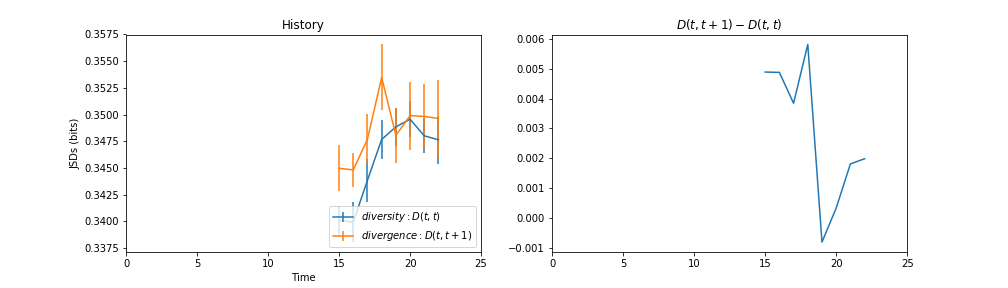 History
0.3575
0.3550
0.3525
0.3500
0.3475
0.3450
0.3425
0.3400
0.3375
JSDs (bits)
0 5 10 15 20 25
Time
diversity: D(t, t)
divergence: D(t, t + 1)
D(t, t + 1) − D(t, t)
0.006
0.005
0.004
0.003
0.002
0.001
0.000
−0.001
0 5 10 15 20 25